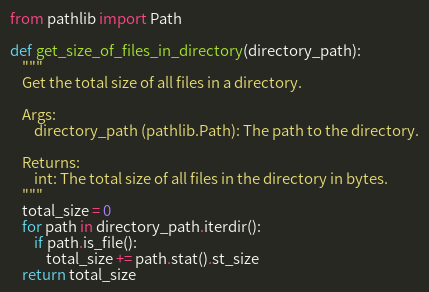 from pathlib import Path

def get_size_of_files_in_directory(directory_path):
    """
    Get the total size of all files in a directory.

    Args:
        directory_path (pathlib.Path): The path to the directory.

    Returns:
        int: The total size of all files in the directory in bytes.
    """
    total_size = 0
    for path in directory_path.iterdir():
        if path.is_file():
            total_size += path.stat().st_size
    return total_size